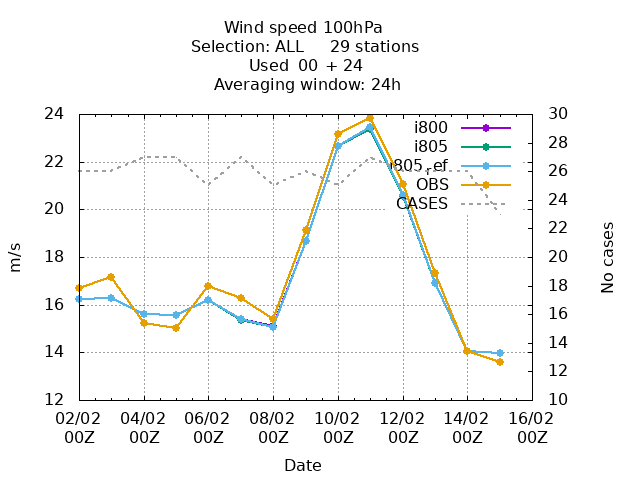 Wind speed 100hPa
Selection: ALL 29 stations
Used 00 + 24
Averaging window: 24h
24
22
20
18
16
14
12
m/s
30
28
26
24
22
20
18
16
14
12
10
No cases
i800
i805
i805_ef
OBS
CASES
02/02 04/02 06/02 08/02 10/02 12/02 14/02 16/02
00Z 00Z 00Z 00Z 00Z 00Z 00Z 00Z
Date